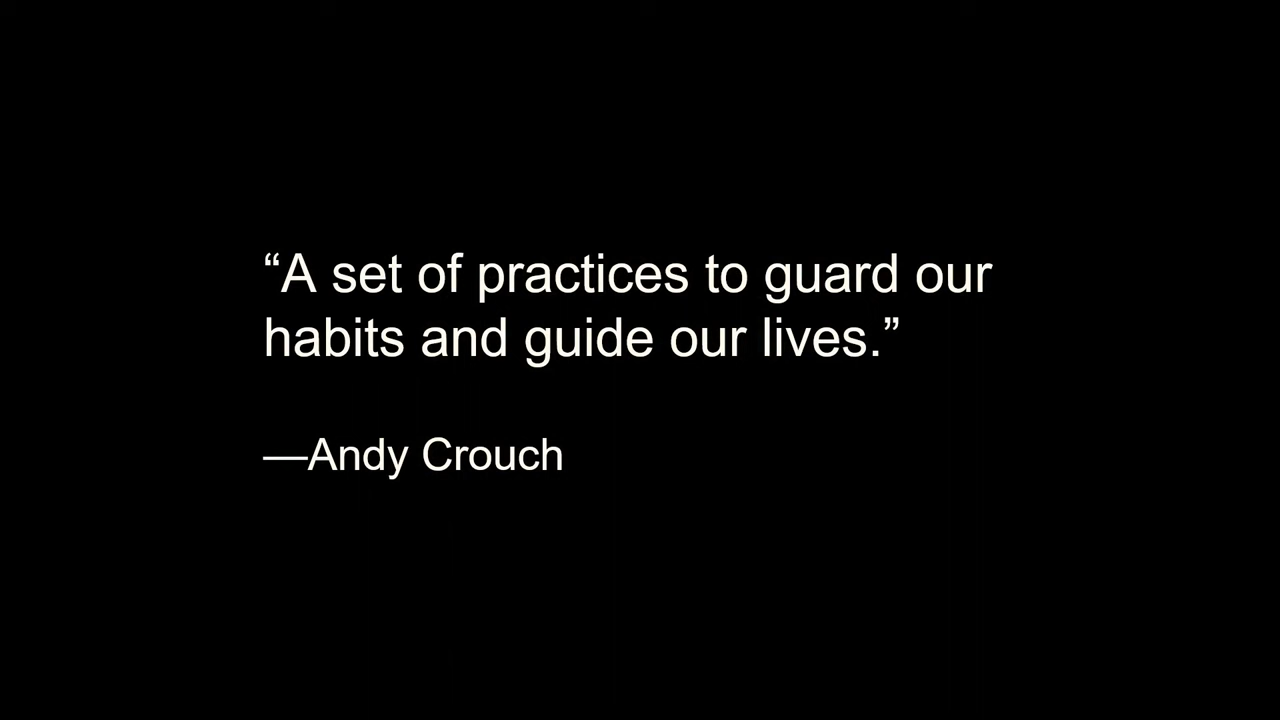 “A set of practices to guard our
habits and guide our lives.”
—Andy Crouch